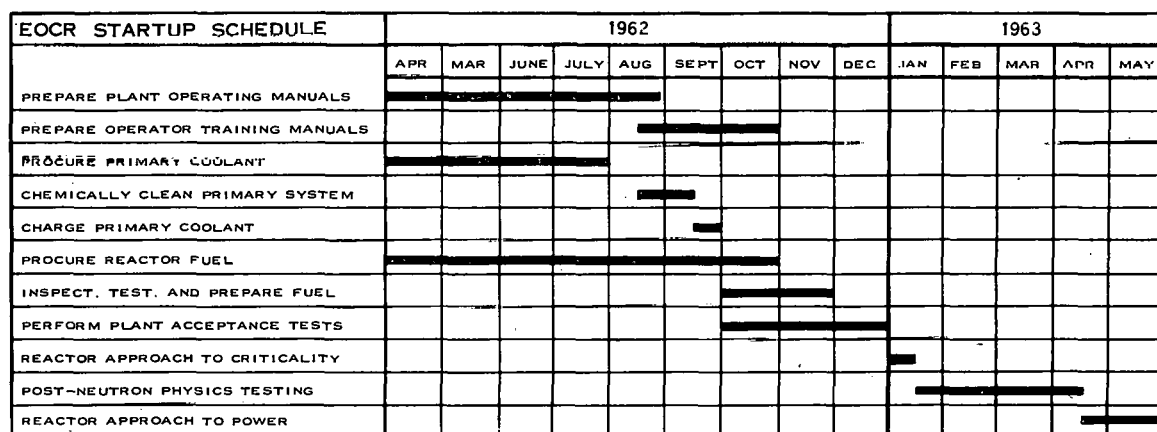 EOCR STARTUP SCHEDULE 1962 1963
APR MAR JUNE JULY AUG SEPT OCT NOV DEC JAN FEB MAR APR MAY
PREPARE PLANT OPERATING MANUALS
PREPARE OPERATOR TRAINING MANUALS
PROCURE PRIMARY COOLANT
CHEMICALLY CLEAN PRIMARY SYSTEM
CHARGE PRIMARY COOLANT
PROCURE REACTOR FUEL
INSPECT, TEST, AND PREPARE FUEL
PERFORM PLANT ACCEPTANCE TESTS
REACTOR APPROACH TO CRITICALITY
POST-NEUTRON PHYSICS TESTING
REACTOR APPROACH TO POWER